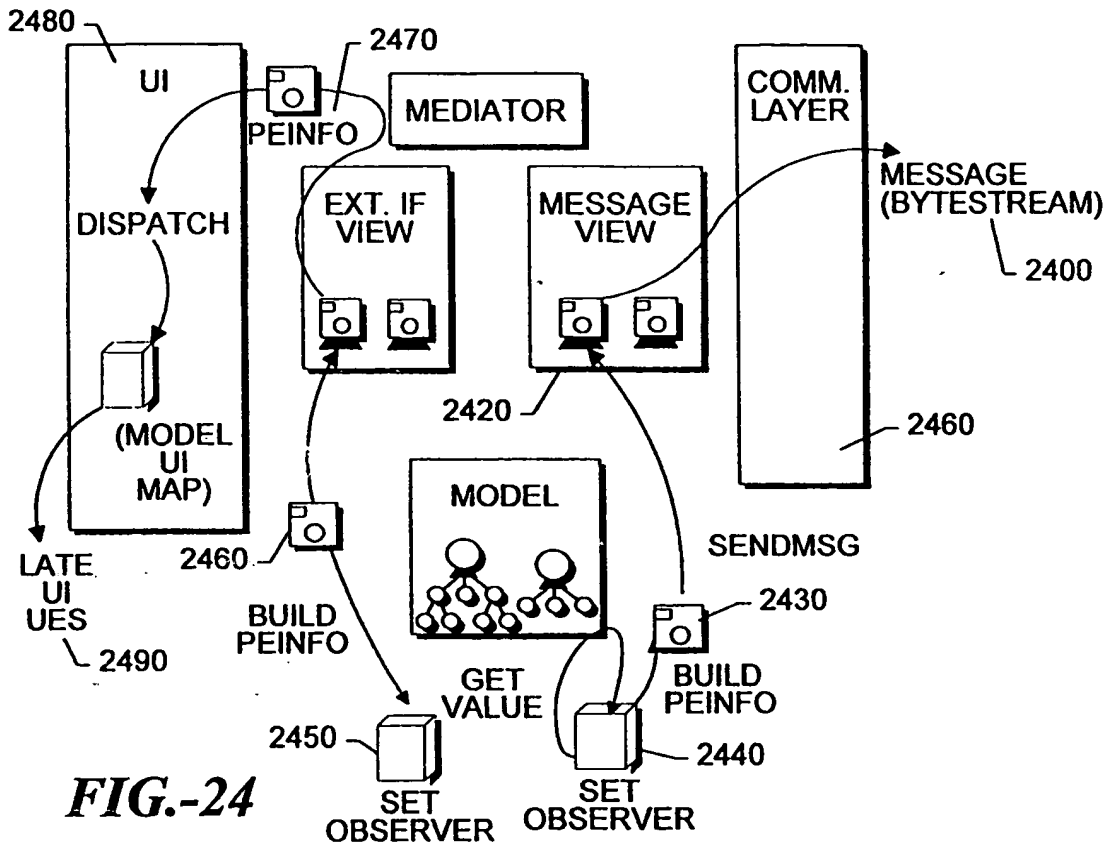 2480
UI
2470
PEINFO
MEDIATOR
COMM.
LAYER
EXT. IF
VIEW
MESSAGE
VIEW
MESSAGE
(BYTESTREAM)
2400
DISPATCH
(MODEL
UI
MAP)
2420
2460
MODEL
2460
SENDMSG
LATE
UI
UES
2490
BUILD
PEINFO
2430
BUILD
PEINFO
GET
VALUE
2450
2440
SET
OBSERVER
SET
OBSERVER
FIG.-24